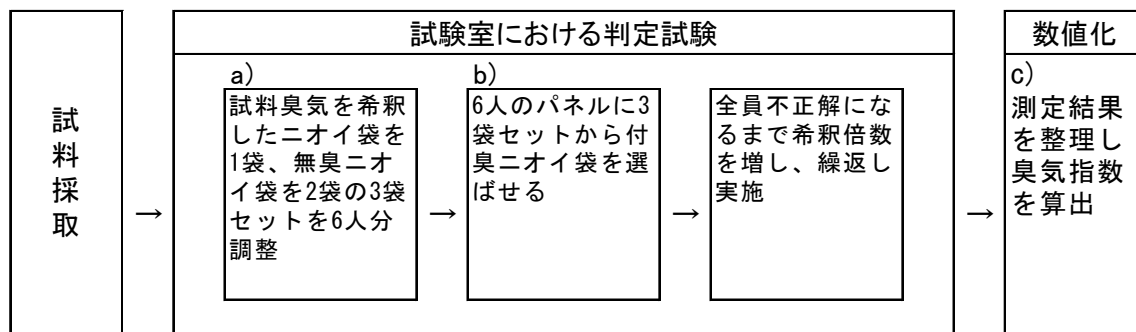 試
料
採
取
→
試験室における判定試験
a)
試料臭気を希釈
したニオイ袋を
1袋、無臭ニオ
イ袋を2袋の3袋
セットを6人分
調整
→
b)
6人のパネルに3
袋セットから付
臭ニオイ袋を選
ばせる
→
全員不正解にな
るまで希釈倍数
を増し、繰返し
実施
→
数値化
c)
測定結果
を整理し
臭気指数
を算出